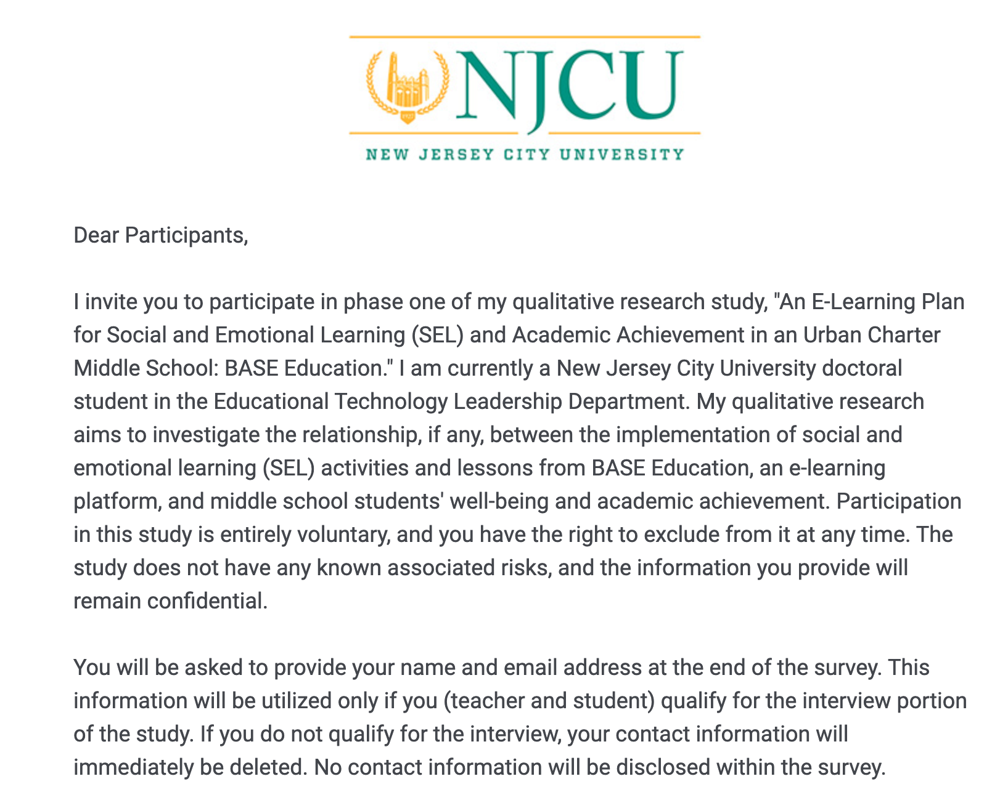 1927
NJCU
NEW JERSEY CITY UNIVERSITY
Dear Participants,
I invite you to participate in phase one of my qualitative research study, "An E-Learning Plan
for Social and Emotional Learning (SEL) and Academic Achievement in an Urban Charter
Middle School: BASE Education." I am currently a New Jersey City University doctoral
student in the Educational Technology Leadership Department. My qualitative research
aims to investigate the relationship, if any, between the implementation of social and
emotional learning (SEL) activities and lessons from BASE Education, an e-learning
platform, and middle school students' well-being and academic achievement. Participation
in this study is entirely voluntary, and you have the right to exclude from it at any time. The
study does not have any known associated risks, and the information you provide will
remain confidential.
You will be asked to provide your name and email address at the end of the survey. This
information will be utilized only if you (teacher and student) qualify for the interview portion
of the study. If you do not qualify for the interview, your contact information will
immediately be deleted. No contact information will be disclosed within the survey.